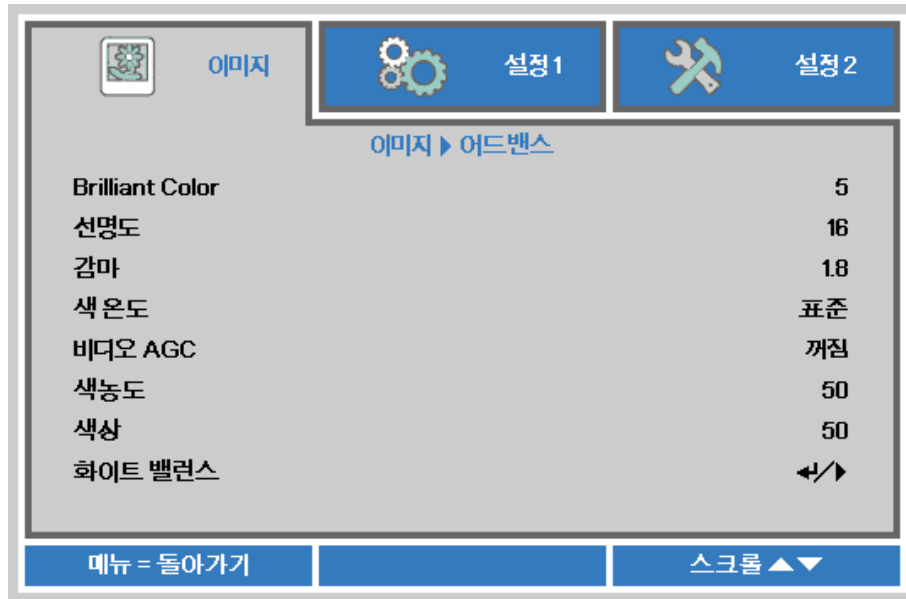 이미지 설정1 설정2
이미지 ▶ 어드밴스
Brilliant Color 5
선명도 16
감마 1.8
색 온도 표준
비디오 AGC 꺼짐
색농도 50
색상 50
화이트 밸런스 ↵/▶
메뉴 = 돌아가기 스크롤 ▲▼